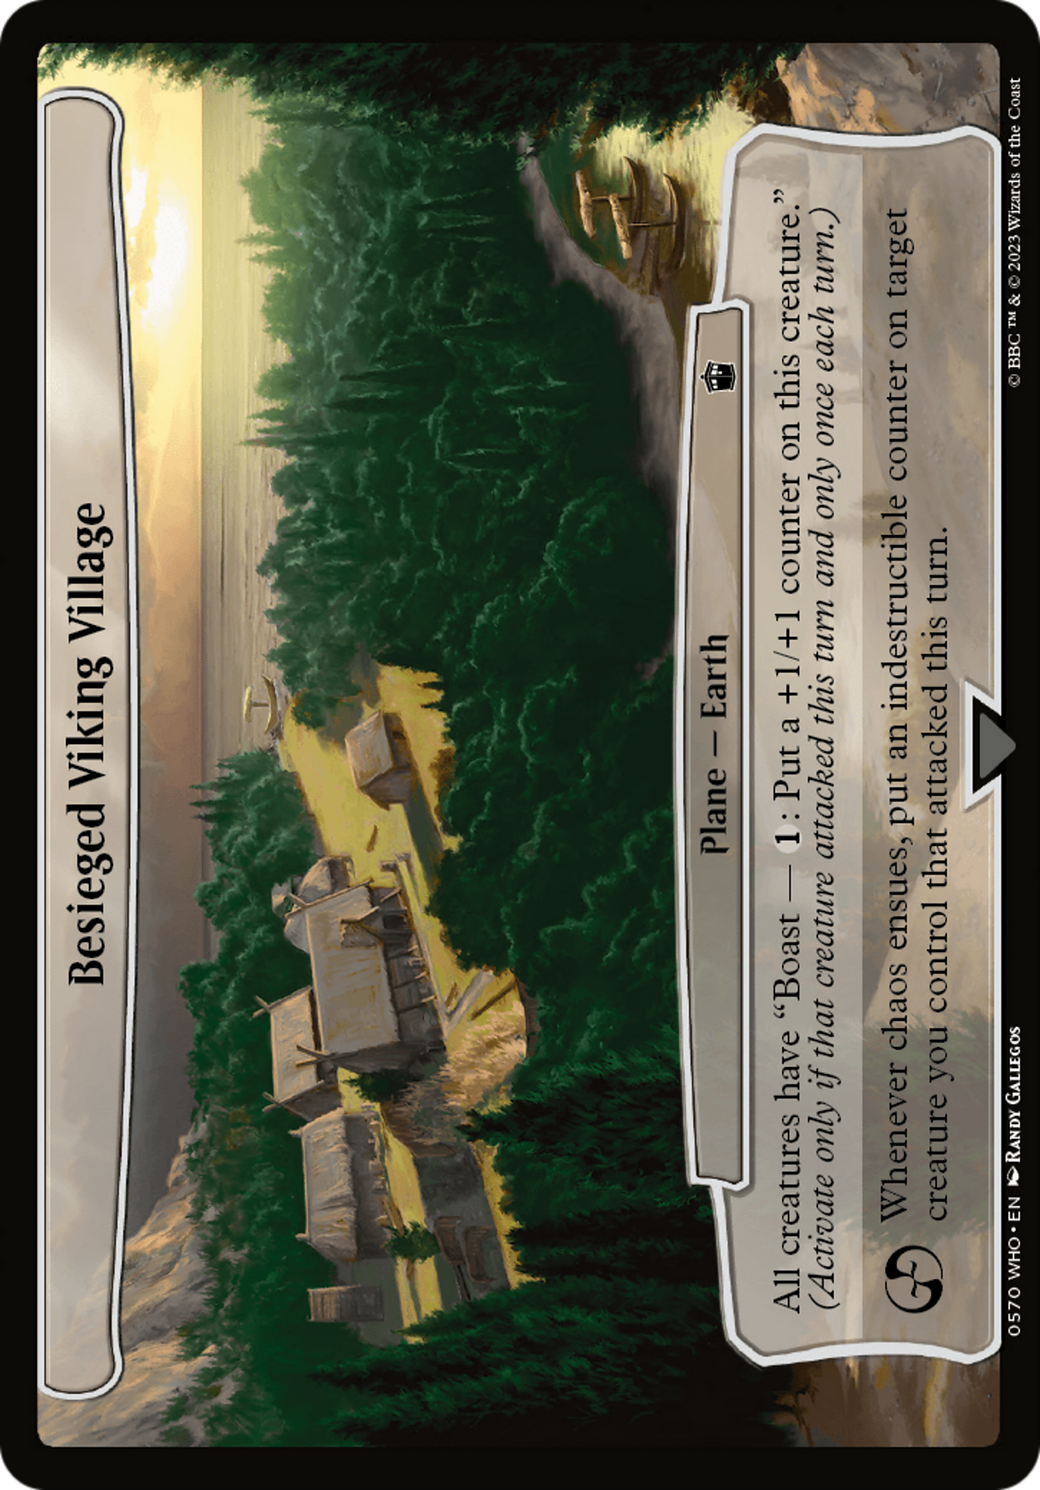 Besieged Viking Village
Plane — Earth
All creatures have “Boast — 1: Put a +1/+1 counter on this creature.”
(Activate only if that creature attacked this turn and only once each turn.)
Whenever chaos ensues, put an indestructible counter on target
creature you control that attacked this turn.
0570 WHO • EN RANDY GALLEGOS
© BBC ™ & © 2023 Wizards of the Coast